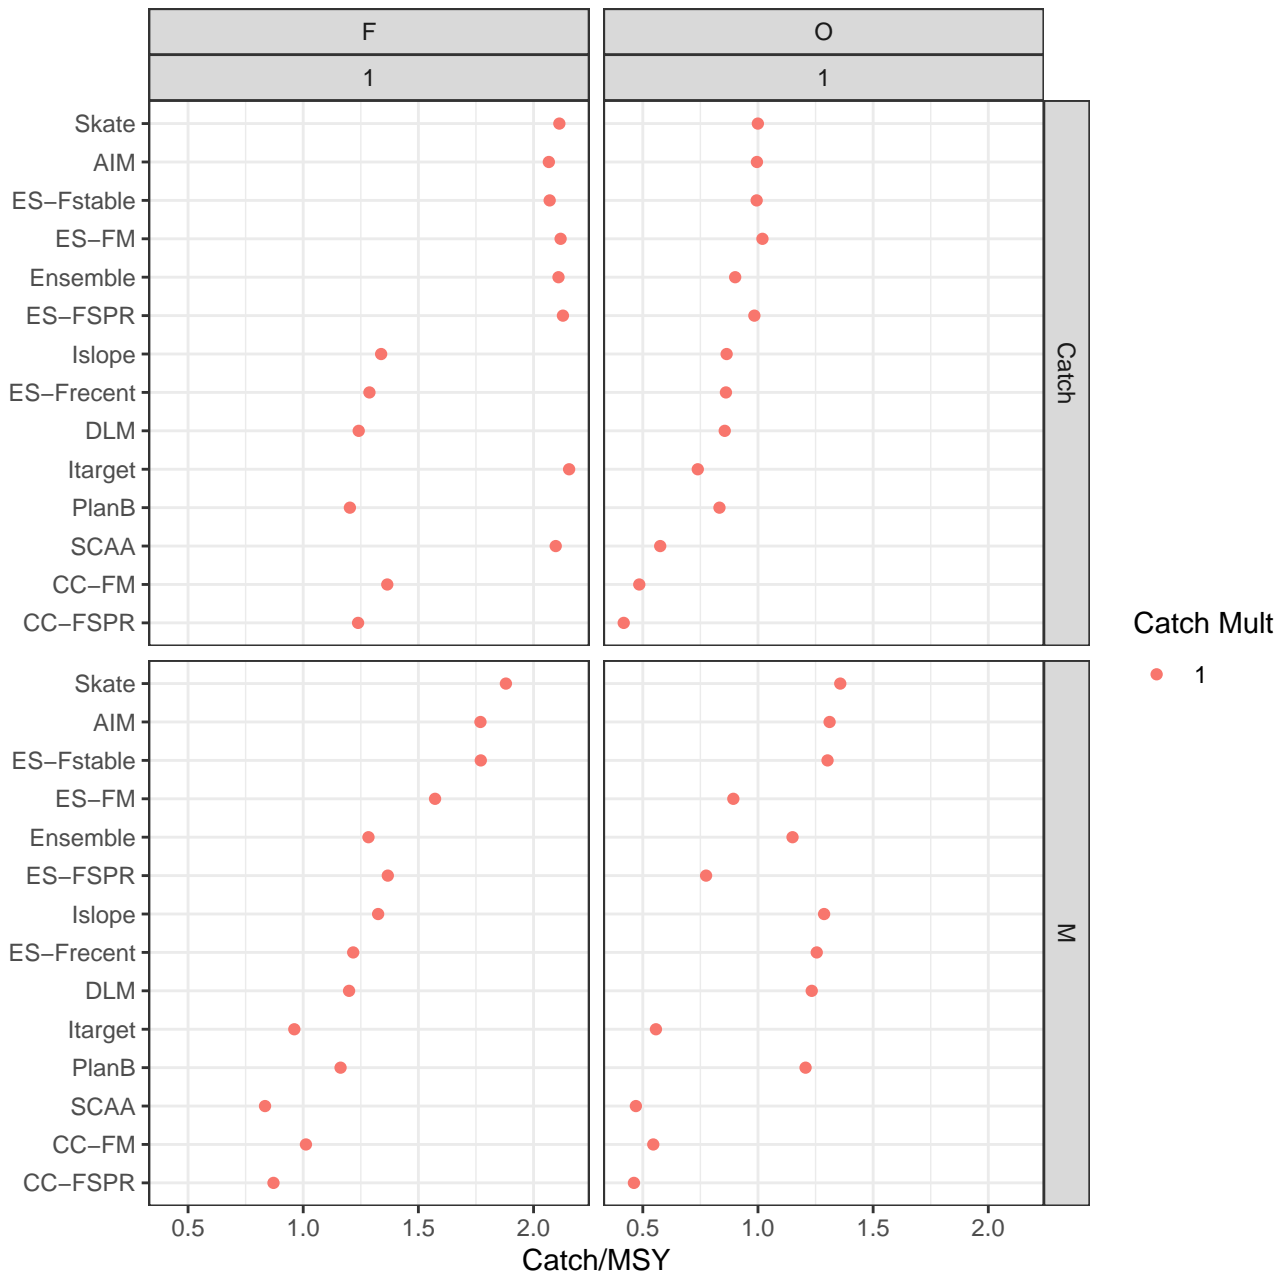 F
O
1
1
Skate
AIM
ES−Fstable
ES−FM
Ensemble
ES−FSPR
Islope
ES−Frecent
DLM
Itarget
PlanB
SCAA
CC−FM
CC−FSPR
Catch
Skate
AIM
ES−Fstable
ES−FM
Ensemble
ES−FSPR
Islope
ES−Frecent
DLM
Itarget
PlanB
SCAA
CC−FM
CC−FSPR
M
0.5 1.0 1.5 2.0
0.5 1.0 1.5 2.0
Catch/MSY
Catch Mult
1